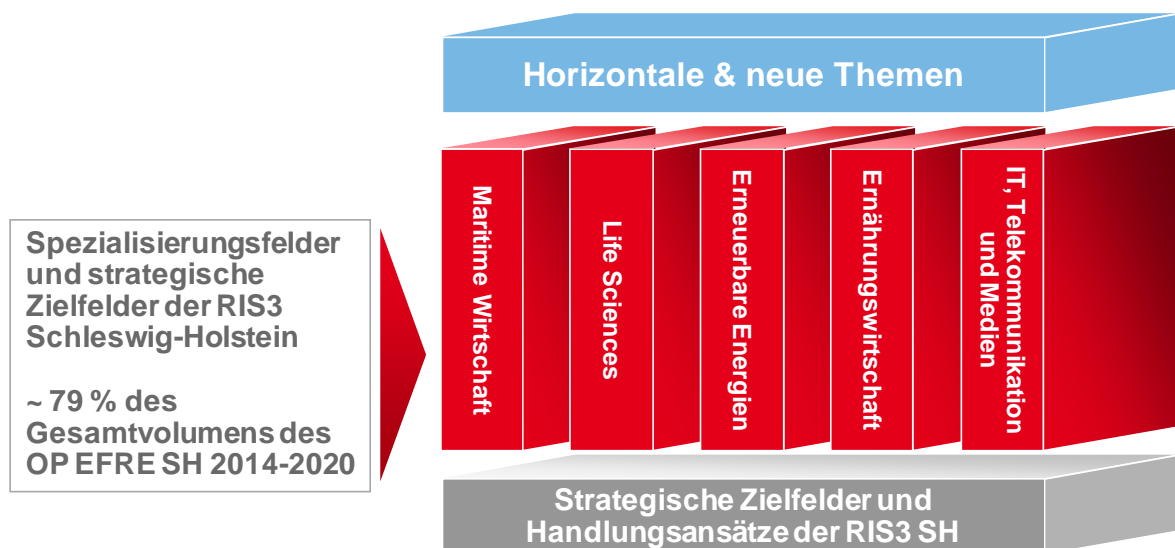 Horizontale & neue Themen
Spezialisierungsfelder
und strategische
Zielfelder der RIS3
Schleswig-Holstein
~ 79 % des
Gesamtvolumens des
OP EFRE SH 2014-2020
Maritime Wirtschaft
Life Sciences
Erneuerbare Energien
Ernährungswirtschaft
IT, Telekommunikation
und Medien
Strategische Zielfelder und
Handlungsansätze der RIS3 SH